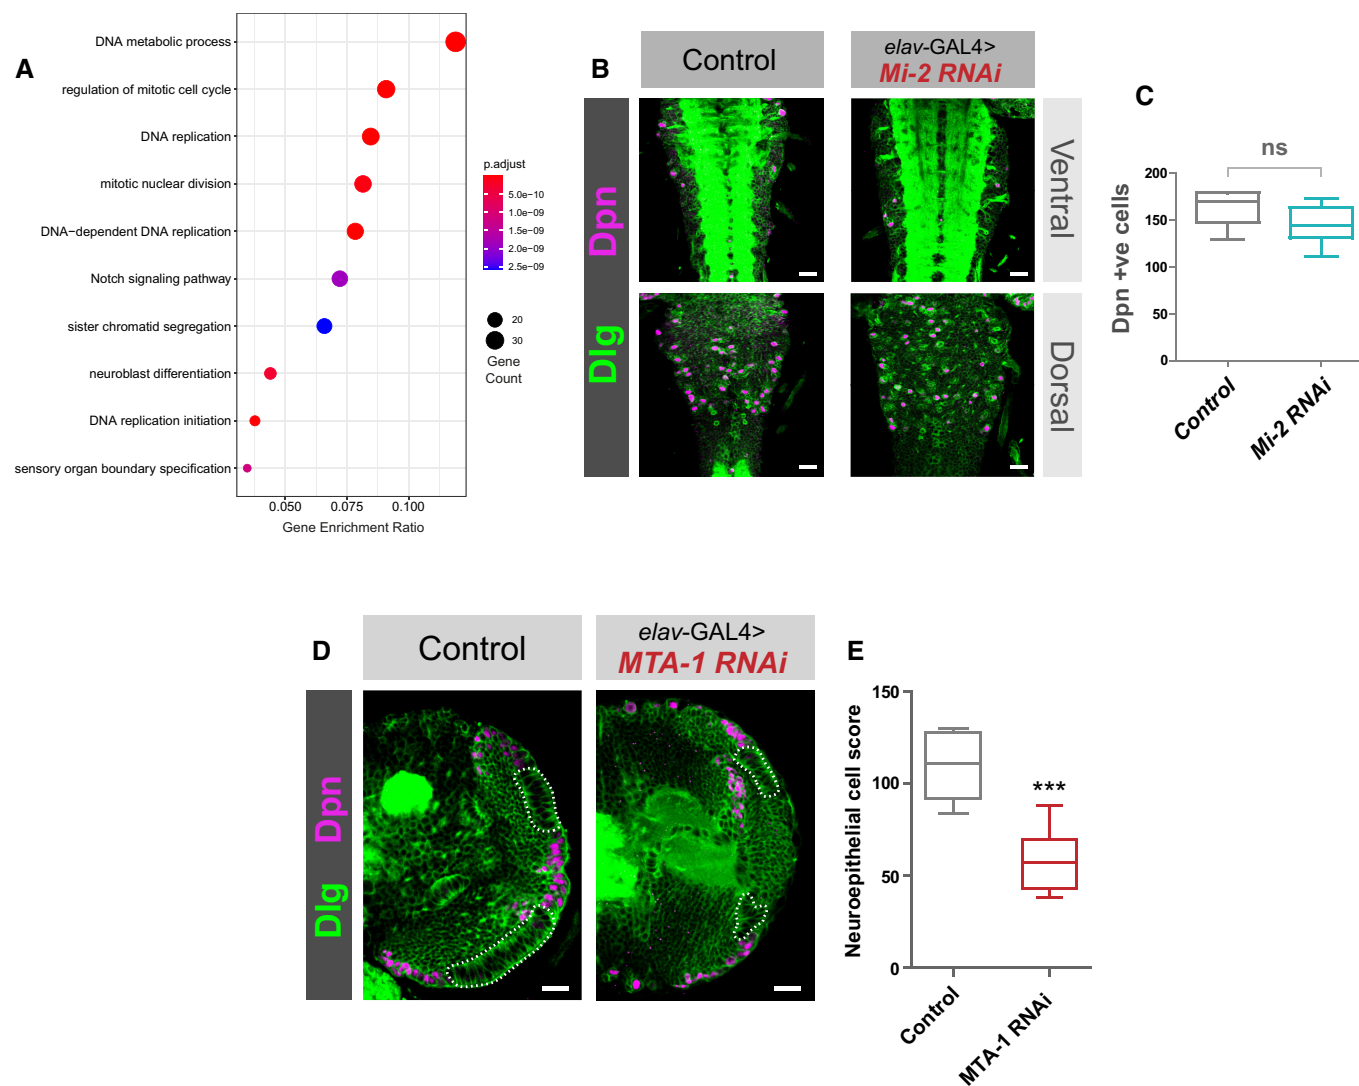 A
DNA metabolic process
regulation of mitotic cell cycle
DNA replication
mitotic nuclear division
DNA−dependent DNA replication
Notch signaling pathway
sister chromatid segregation
neuroblast differentiation
DNA replication initiation
sensory organ boundary specification
0.050 0.075 0.100
Gene Enrichment Ratio
p.adjust
5.0e−10
1.0e−09
1.5e−09
2.0e−09
2.5e−09
20
30
Gene
Count
B
Control
elav-GAL4>
Mi-2 RNAi
Dlg Dpn
Ventral
Dorsal
C
ns
Dpn +ve cells
200
150
100
50
0
Control
Mi-2 RNAi
D
Control
elav-GAL4>
MTA-1 RNAi
Dlg Dpn
E
Neuroepithelial cell score
150
100
50
0
***
Control
MTA-1 RNAi